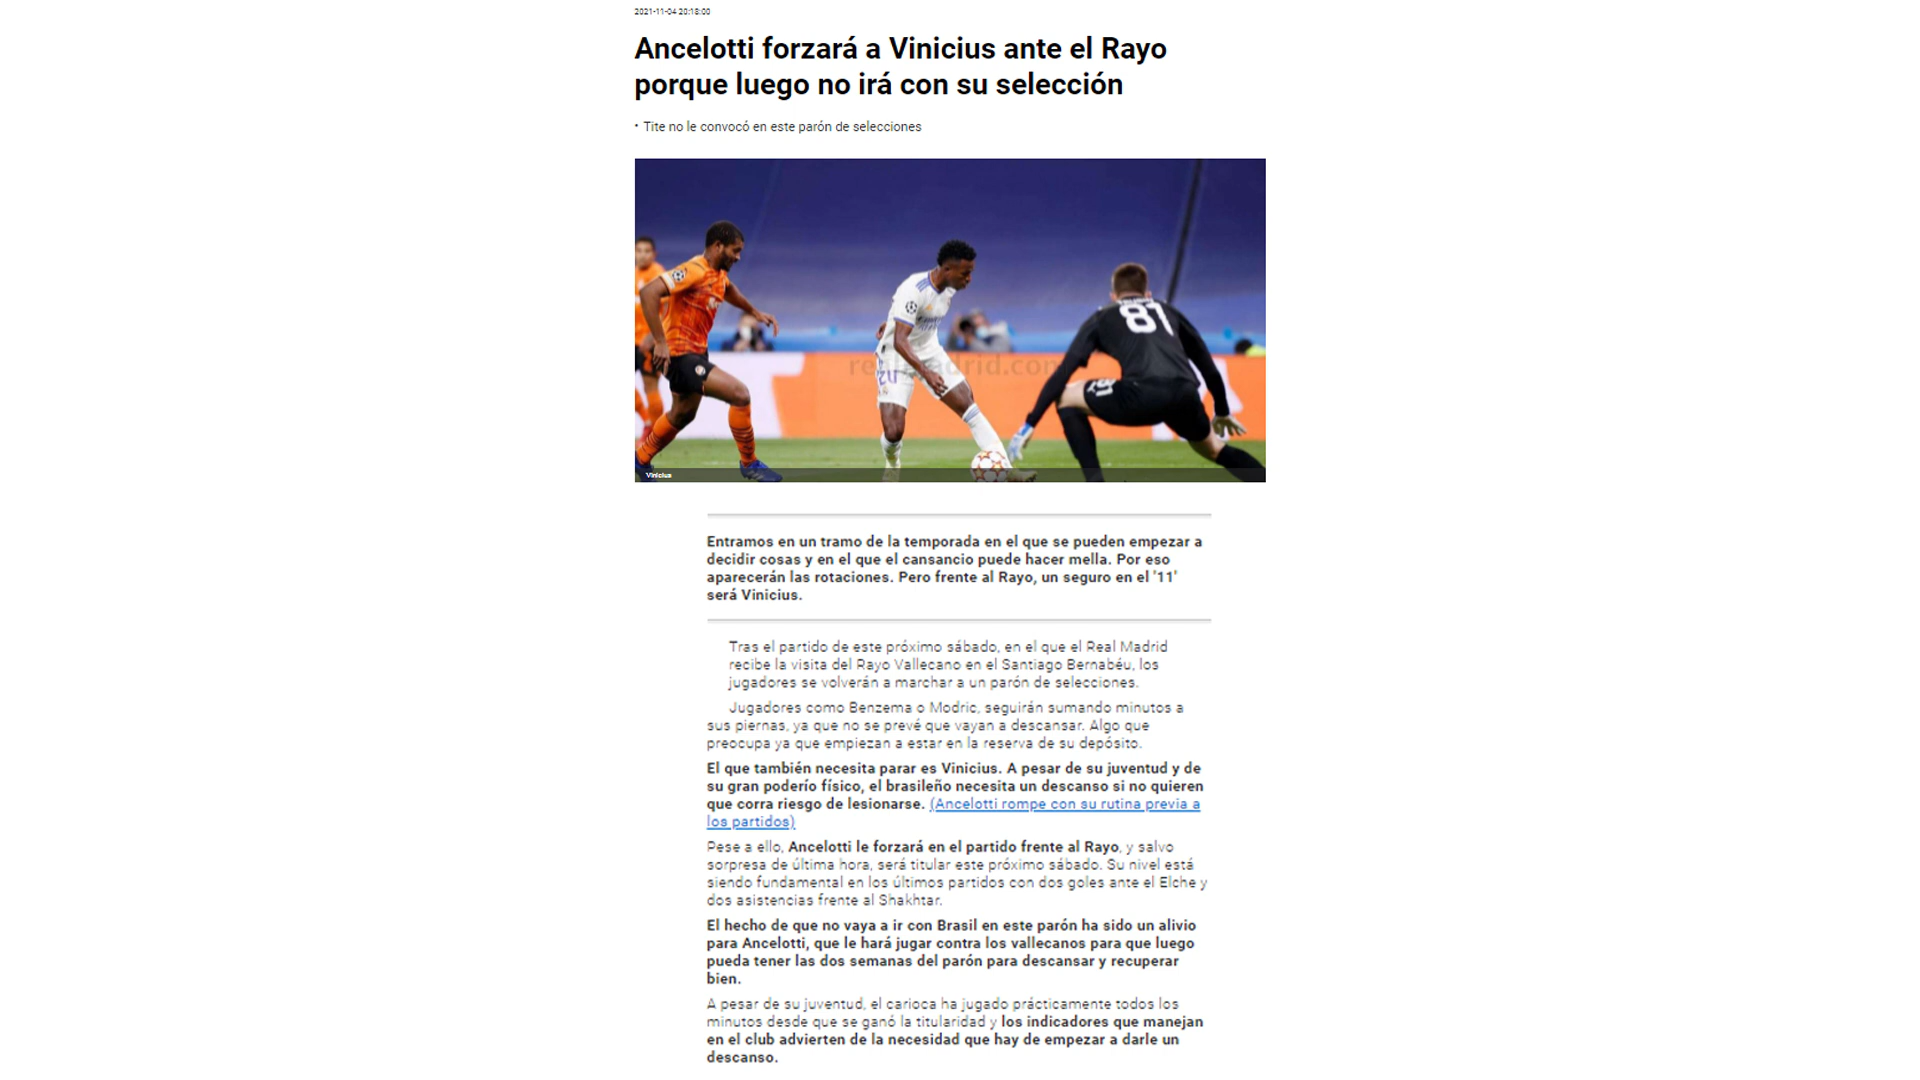 2021-11-04 20:18:00
Ancelotti forzará a Vinicius ante el Rayo
porque luego no irá con su selección
• Tite no le convocó en este parón de selecciones
81
realmadrid.com
20
81
Vinicius
Entramos en un tramo de la temporada en el que se pueden empezar a
decidir cosas y en el que el cansancio puede hacer mella. Por eso
aparecerán las rotaciones. Pero frente al Rayo, un seguro en el '11'
será Vinicius.
Tras el partido de este próximo sábado, en el que el Real Madrid
recibe la visita del Rayo Vallecano en el Santiago Bernabéu, los
jugadores se volverán a marchar a un parón de selecciones.
Jugadores como Benzema o Modric, seguirán sumando minutos a
sus piernas, ya que no se prevé que vayan a descansar. Algo que
preocupa ya que empiezan a estar en la reserva de su depósito.
El que también necesita parar es Vinicius. A pesar de su juventud y de
su gran poderío físico, el brasileño necesita un descanso si no quieren
que corra riesgo de lesionarse. (Ancelotti rompe con su rutina previa a
los partidos)
Pese a ello, Ancelotti le forzará en el partido frente al Rayo, y salvo
sorpresa de última hora, será titular este próximo sábado. Su nivel está
siendo fundamental en los últimos partidos con dos goles ante el Elche y
dos asistencias frente al Shakhtar.
El hecho de que no vaya a ir con Brasil en este parón ha sido un alivio
para Ancelotti, que le hará jugar contra los vallecanos para que luego
pueda tener las dos semanas del parón para descansar y recuperar
bien.
A pesar de su juventud, el carioca ha jugado prácticamente todos los
minutos desde que se ganó la titularidad y los indicadores que manejan
en el club advierten de la necesidad que hay de empezar a darle un
descanso.